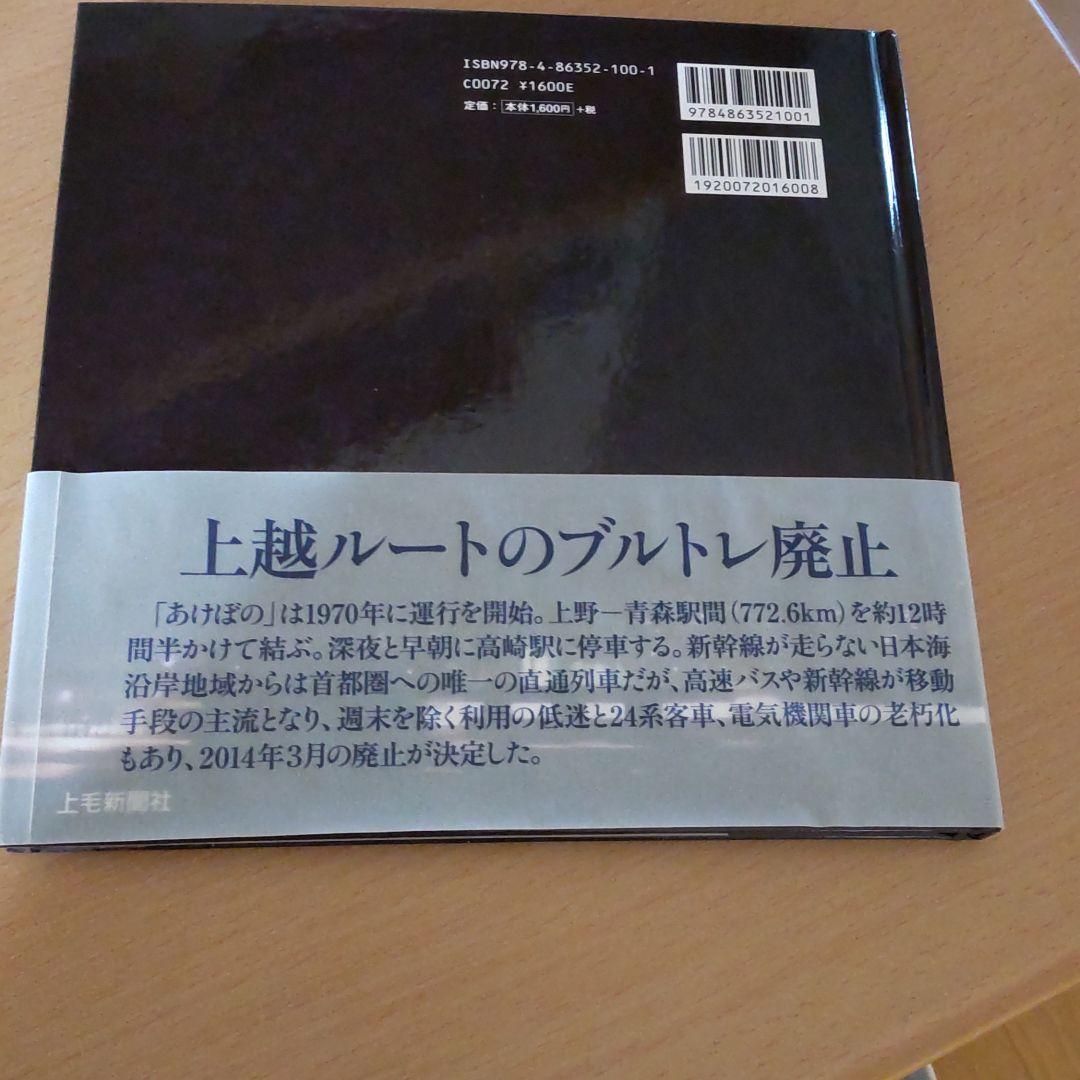 ISBN978-4-86352-100-1
C0072 ¥1600E
定価：本体1,600円+税
9784863521001
1920072016008
上越ルートのブルトレ廃止
「あけぼの」は1970年に運行を開始。上野―青森駅間(772.6km)を約12時
間半かけて結ぶ。深夜と早朝に高崎駅に停車する。新幹線が走らない日本海
沿岸地域からは首都圏への唯一の直通列車だが、高速バスや新幹線が移動
手段の主流となり、週末を除く利用の低迷と24系客車、電気機関車の老朽化
もあり、2014年3月の廃止が決定した。
上毛新聞社